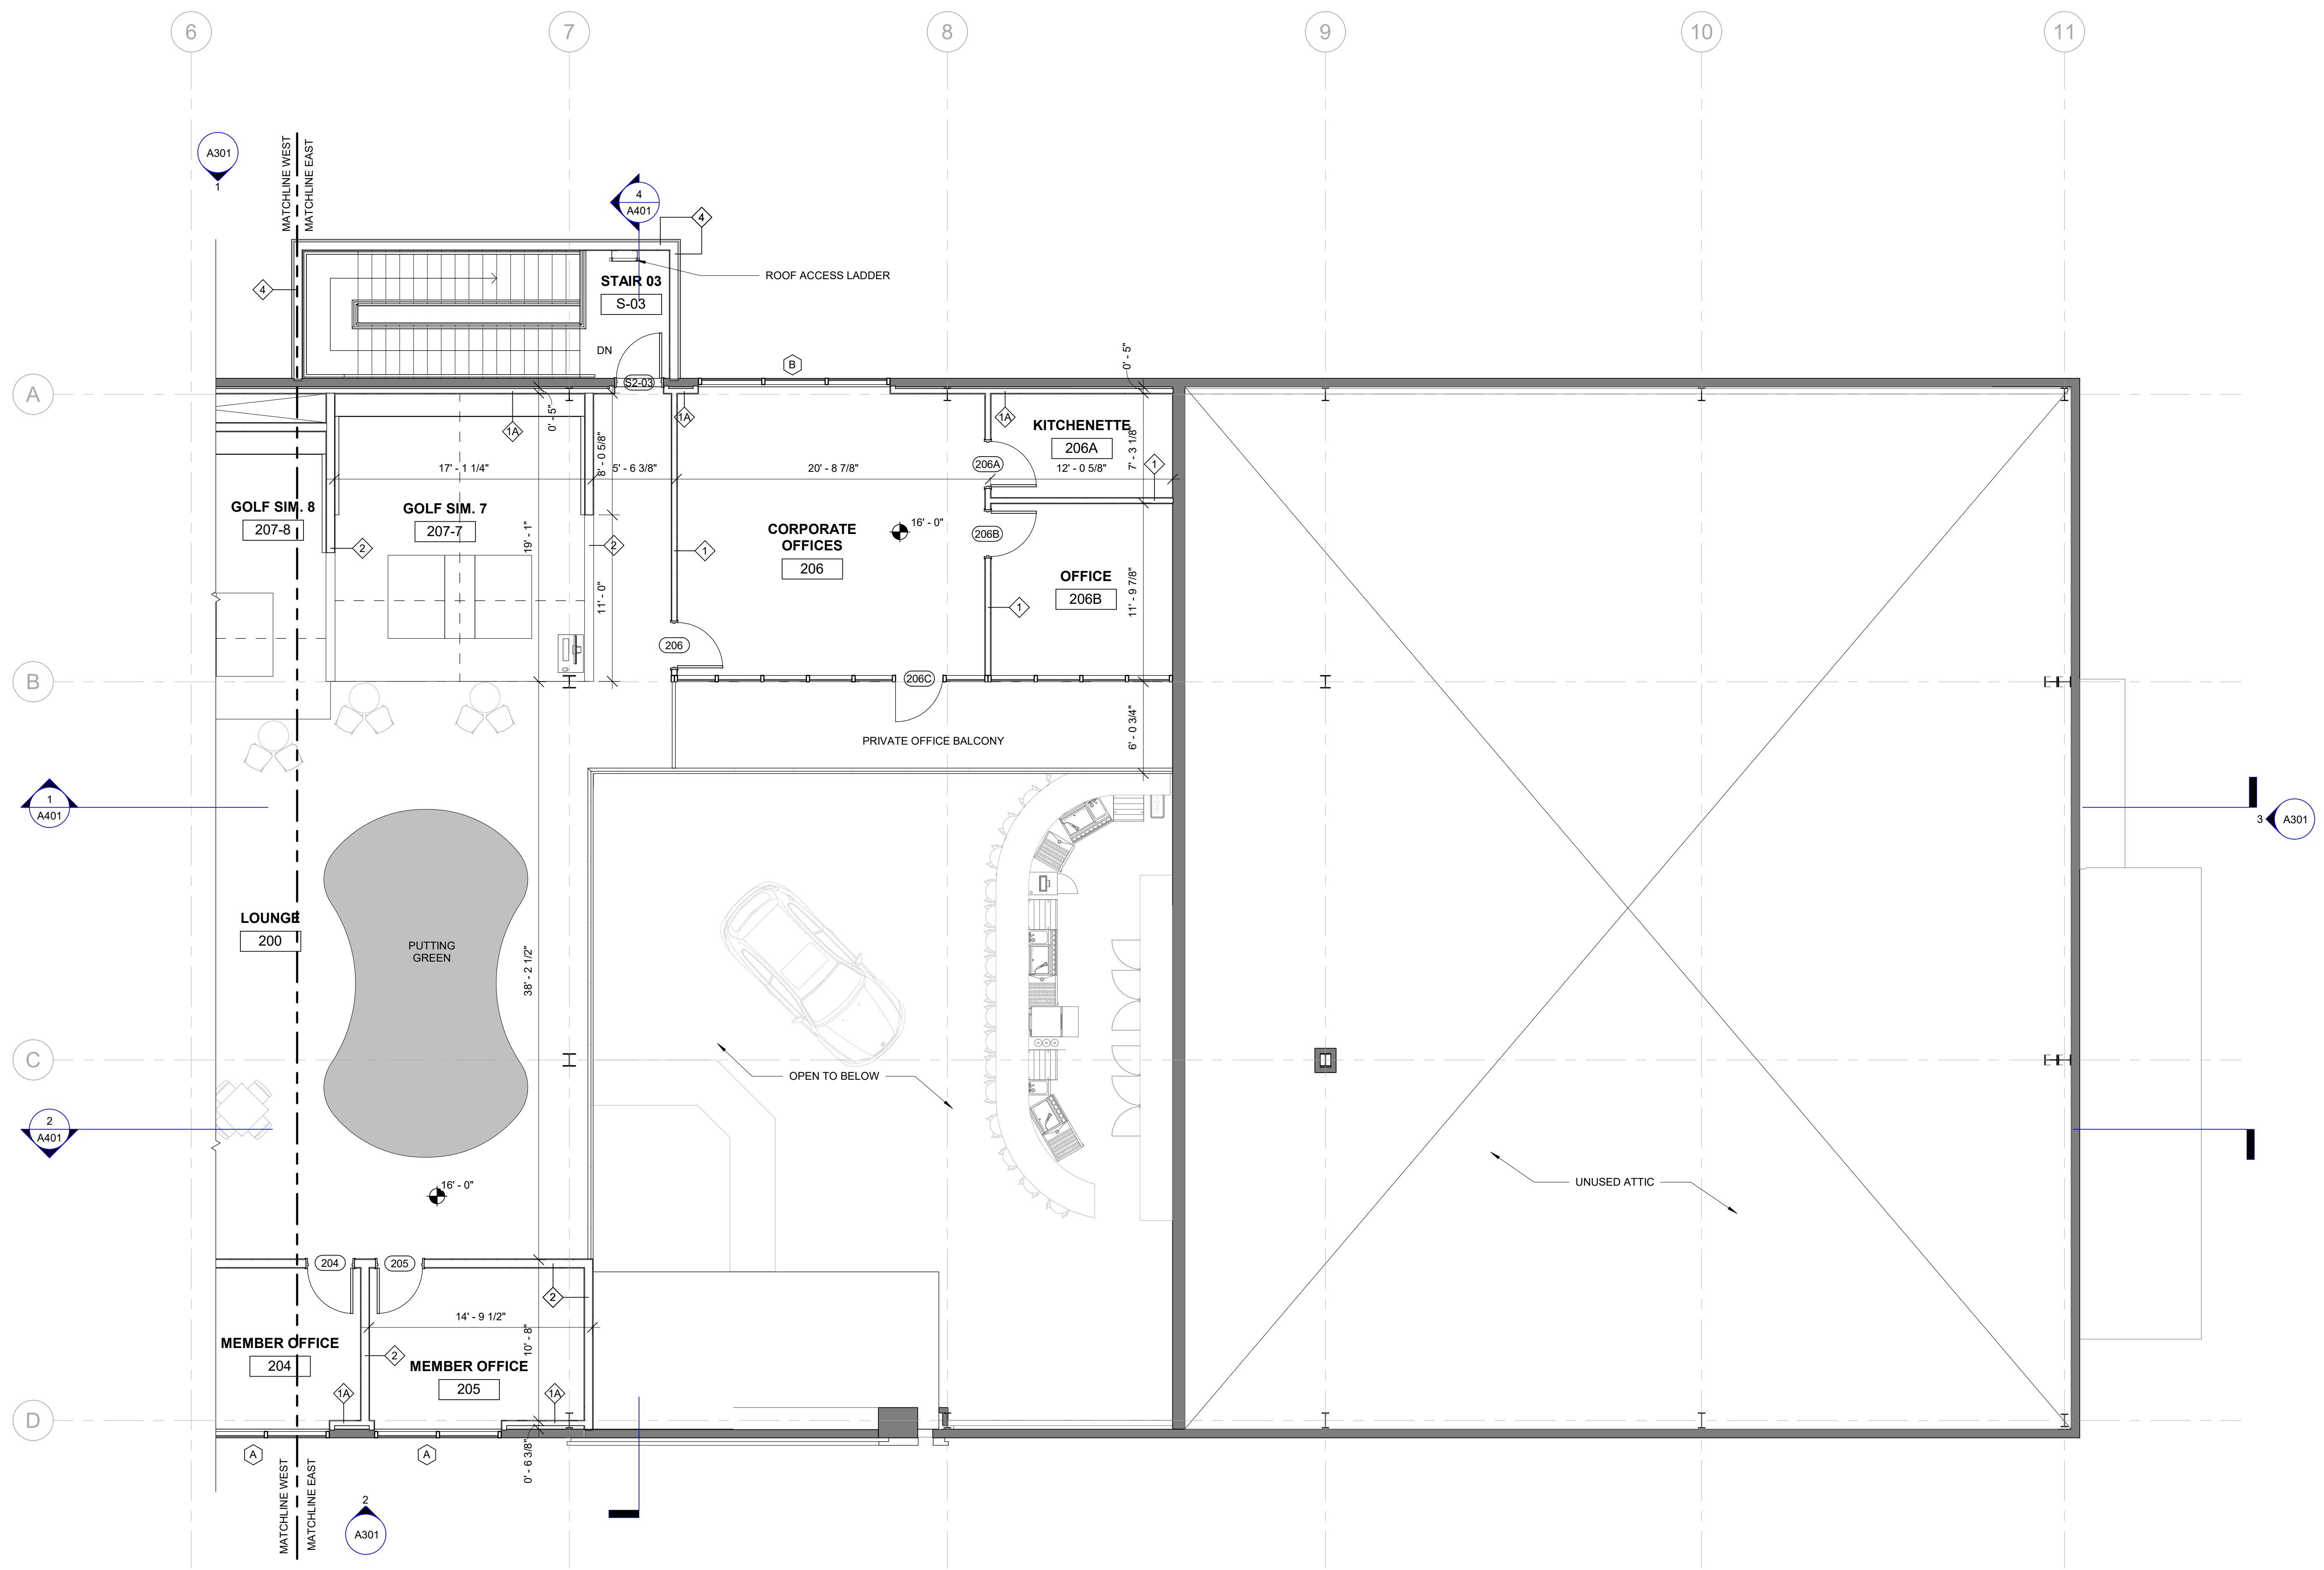 6
7
8
9
10
11
MATCHLINE WEST
MATCHLINE EAST
A301
1
4
A401
4
ROOF ACCESS LADDER
STAIR 03
S-03
4
DN
B
0' - 5"
S2-03
A
0' - 5"
1A
1A
1A
KITCHENETTE
206A
7' - 3 1/8"
8' - 0 5/8"
17' - 1 1/4"
5' - 6 3/8"
20' - 8 7/8"
206A
12' - 0 5/8"
1
GOLF SIM. 8
207-8
GOLF SIM. 7
207-7
19' - 1"
CORPORATE
OFFICES
206
16' - 0"
206B
2
2
1
OFFICE
206B
11' - 9 7/8"
11' - 0"
1
206
B
206C
6' - 0 3/4"
PRIVATE OFFICE BALCONY
1
A401
3
A301
LOUNGE
200
PUTTING
GREEN
38' - 2 1/2"
C
OPEN TO BELOW
2
A401
16' - 0"
UNUSED ATTIC
204
205
2
14' - 9 1/2"
10' - 8"
MEMBER OFFICE
204
2
MEMBER OFFICE
205
1A
1A
D
A
A
0' - 6 3/8"
MATCHLINE WEST
MATCHLINE EAST
2
A301